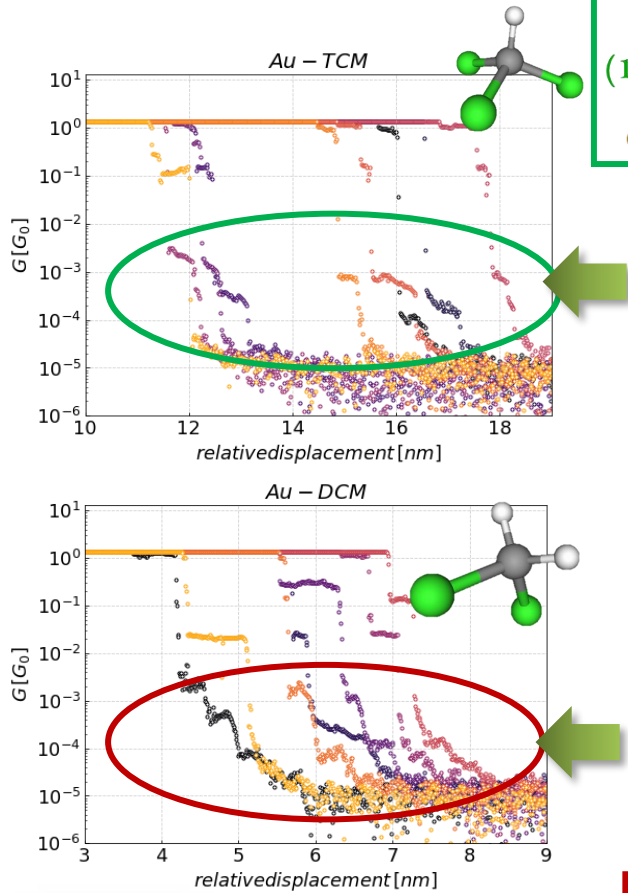 Au − TCM
10¹
10⁰
10⁻¹
10⁻²
10⁻³
10⁻⁴
10⁻⁵
10⁻⁶
G [G₀]
10 12 14 16 18
relativedisplacement [nm]
Au − DCM
10¹
10⁰
10⁻¹
10⁻²
10⁻³
10⁻⁴
10⁻⁵
10⁻⁶
G [G₀]
3 4 5 6 7 8 9
relativedisplacement [nm]